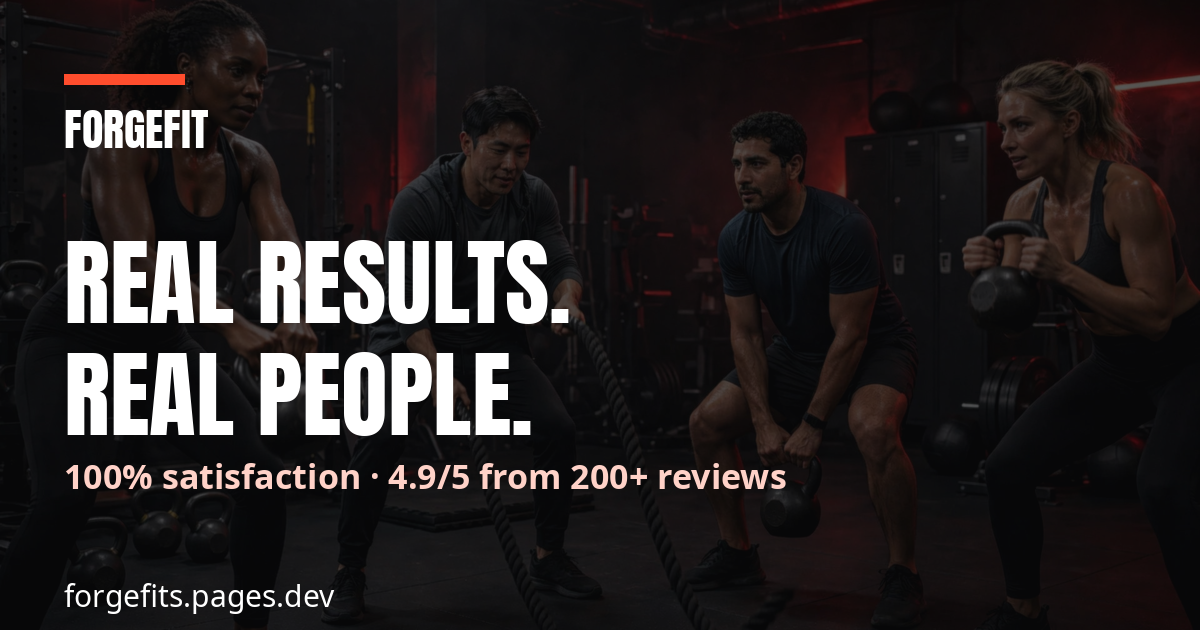 FORGEFIT
REAL RESULTS.
REAL PEOPLE.
100% satisfaction · 4.9/5 from 200+ reviews
forgefits.pages.dev